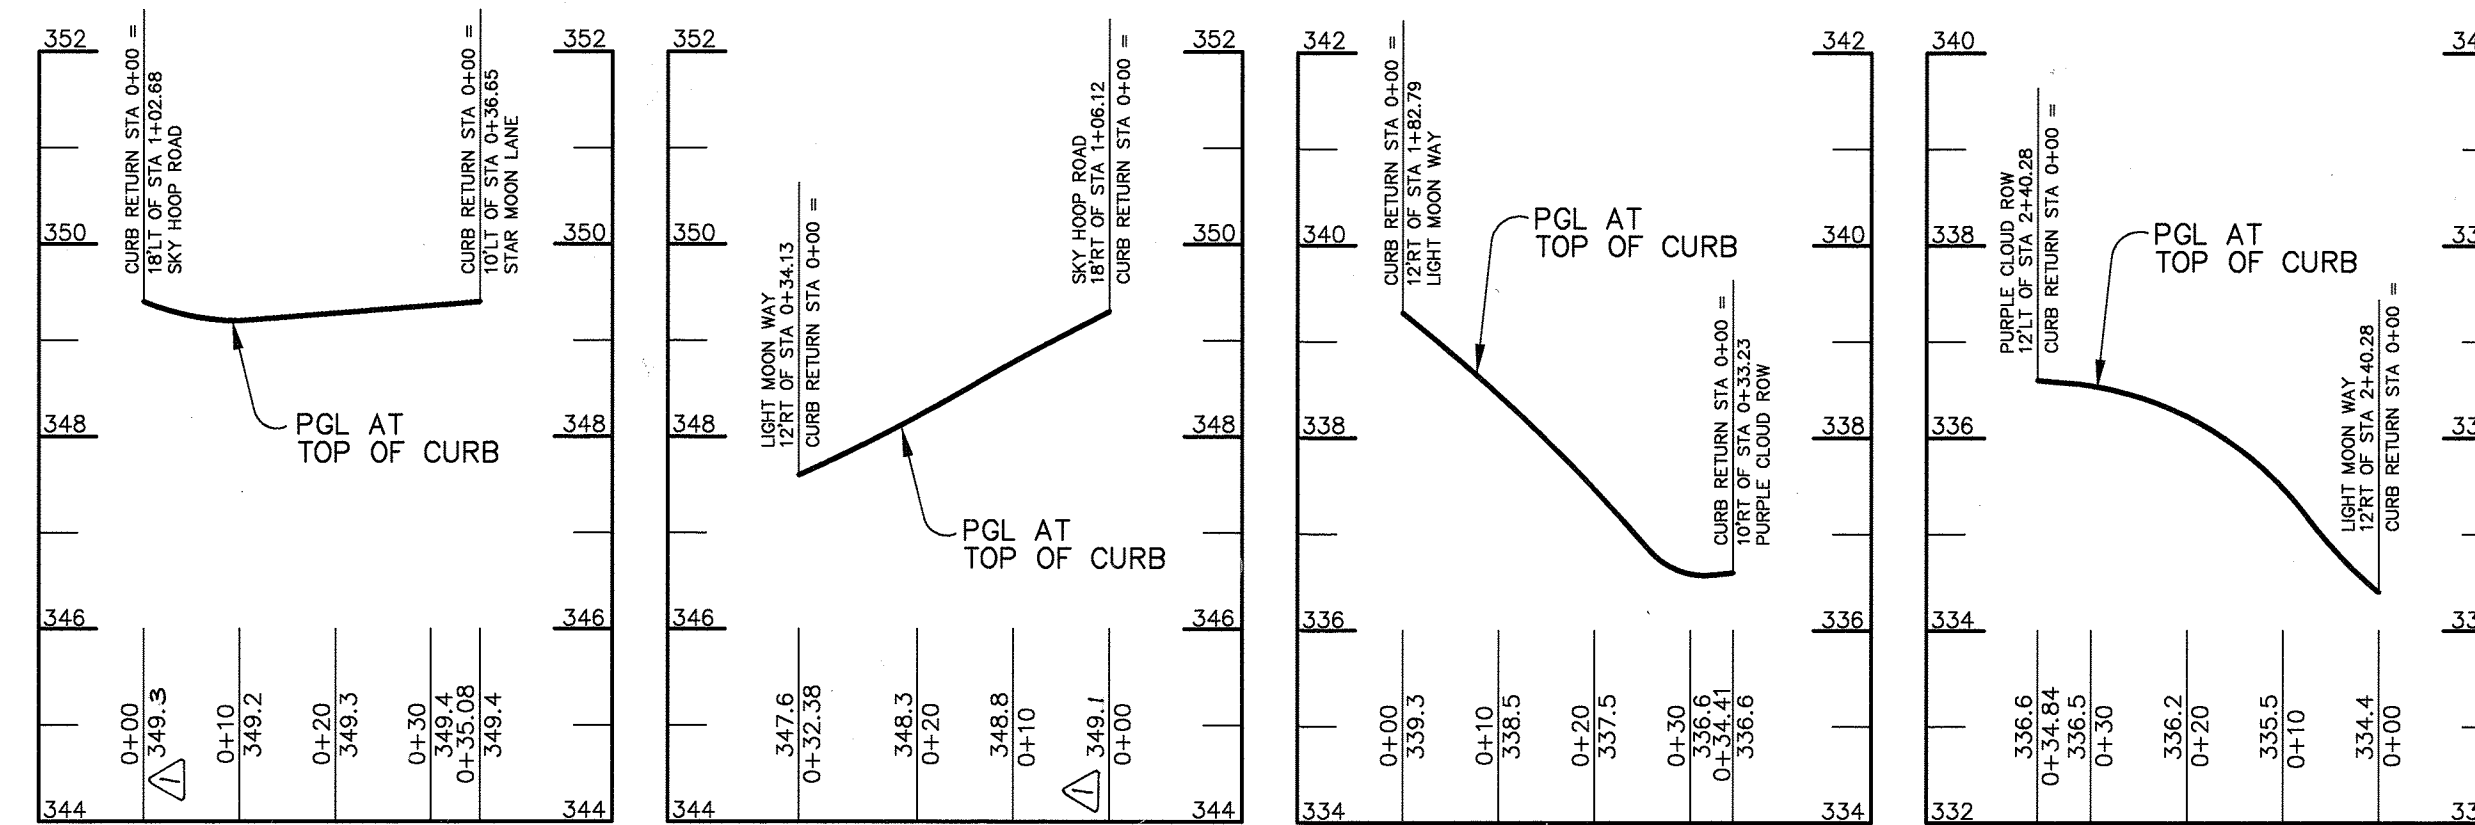 352
352
CURB RETURN STA 0+00 =
18'LT OF STA 1+02.68
SKY HOOP ROAD
CURB RETURN STA 0+00 =
10'LT OF STA 0+36.65
STAR MOON LANE
350
350
348
348
PGL AT
TOP OF CURB
346
346
0+00
349.3
1
0+10
349.2
0+20
349.3
0+30
349.4
0+35.08
349.4
344
344
352
352
LIGHT MOON WAY
12'RT OF STA 0+34.13
CURB RETURN STA 0+00 =
SKY HOOP ROAD
18'RT OF STA 1+06.12
CURB RETURN STA 0+00 =
350
350
348
348
PGL AT
TOP OF CURB
346
346
347.6
0+32.38
348.3
0+20
348.8
0+10
349.1
0+00
1
344
344
342
342
CURB RETURN STA 0+00 =
12'RT OF STA 1+82.79
LIGHT MOON WAY
PGL AT
TOP OF CURB
340
340
CURB RETURN STA 0+00 =
10'RT OF STA 0+33.23
PURPLE CLOUD ROW
338
338
336
336
0+00
339.3
0+10
338.5
0+20
337.5
0+30
336.6
0+34.41
336.6
334
334
340
PURPLE CLOUD ROW
12'LT OF STA 2+40.28
CURB RETURN STA 0+00 =
PGL AT
TOP OF CURB
338
LIGHT MOON WAY
12'RT OF STA 2+40.28
CURB RETURN STA 0+00 =
336
334
336.6
0+34.84
336.5
0+30
336.2
0+20
335.5
0+10
334.4
0+00
332